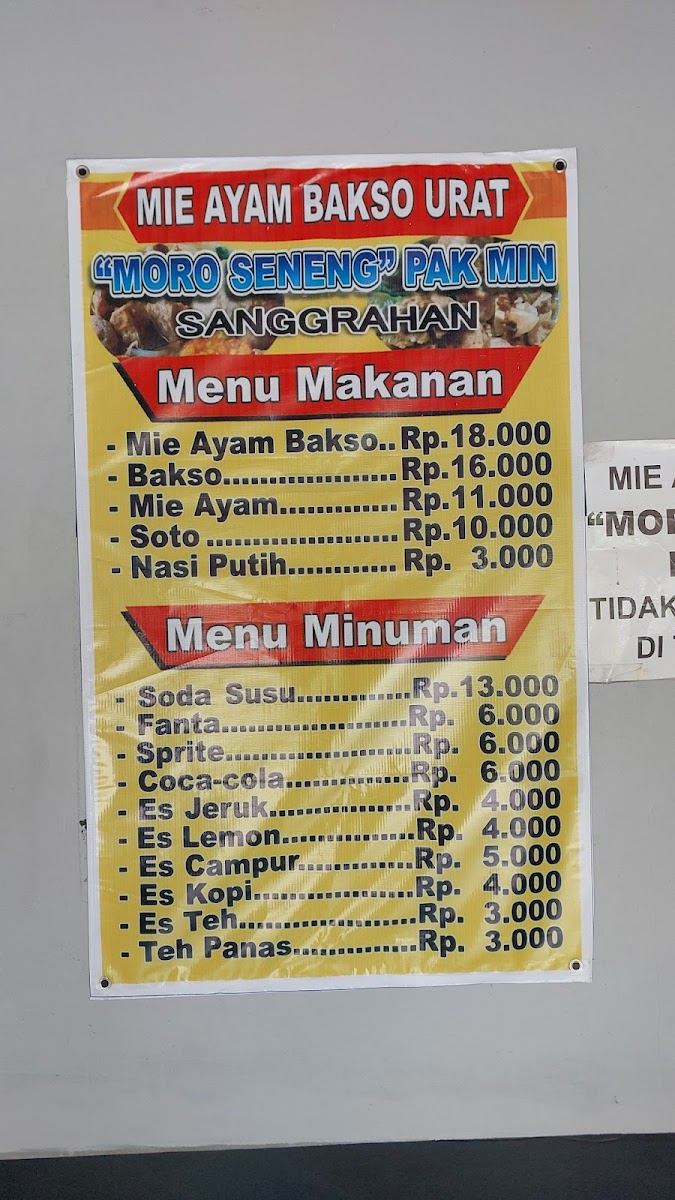 MIE AYAM BAKSO URAT
“MORO SENENG” PAK MIN
SANGGRAHAN
Menu Makanan
- Mie Ayam Bakso..Rp.18.000
- Bakso....................Rp.16.000
- Mie Ayam.............Rp.11.000
- Soto ......................Rp.10.000
- Nasi Putih............Rp. 3.000
Menu Minuman
- Soda Susu.............Rp.13.000
- Fanta.....................Rp. 6.000
- Sprite.....................Rp. 6.000
- Coca-cola..............Rp. 6.000
- Es Jeruk................Rp. 4.000
- Es Lemon...............Rp. 4.000
- Es Campur.............Rp. 5.000
- Es Kopi..................Rp. 4.000
- Es Teh....................Rp. 3.000
- Teh Panas..............Rp. 3.000
MIE
TIDAK
DI